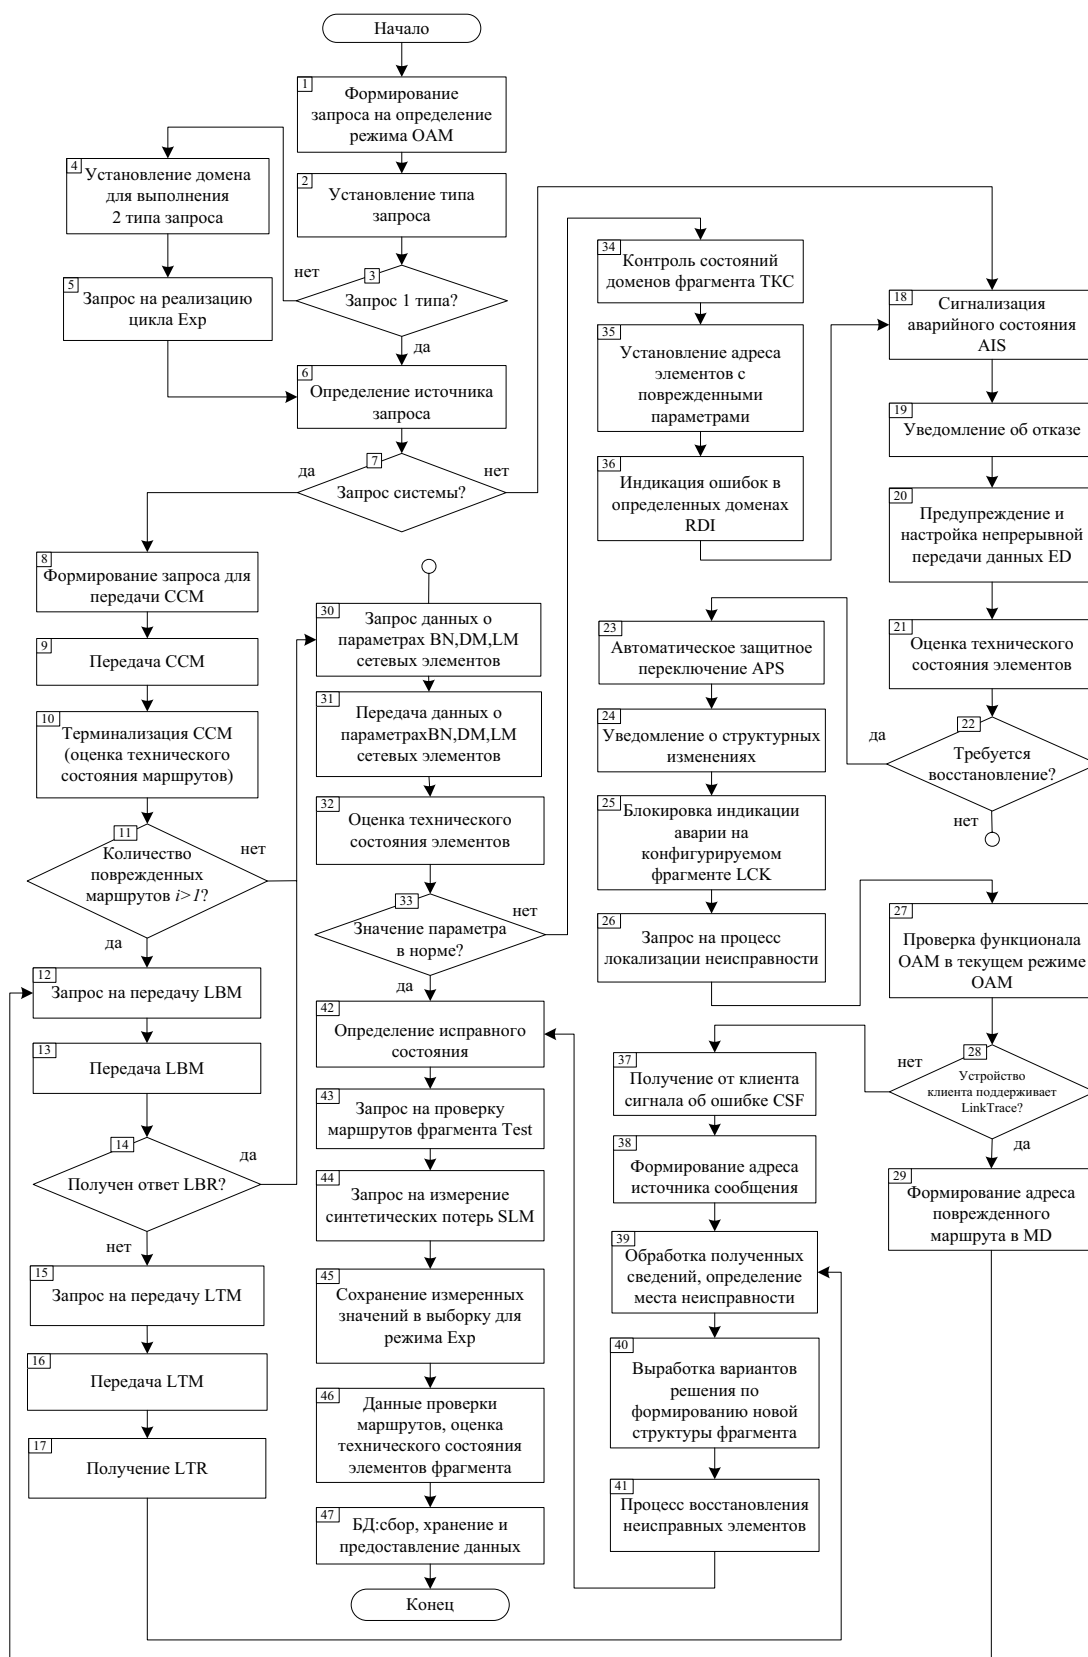 Начало
1
Формирование
запроса на определение
режима ОАМ
2
Установление типа
запроса
3
Запрос 1 типа?
нет
да
4
Установление домена
для выполнения
2 типа запроса
5
Запрос на реализацию
цикла Exp
6
Определение источника
запроса
7
Запрос системы?
да
нет
8
Формирование запроса для
передачи CCM
9
Передача CCM
10
Терминализация CCM
(оценка технического
состояния маршрутов)
11
Количество
поврежденных
маршрутов i>1?
нет
да
12
Запрос на передачу LBM
13
Передача LBM
14
Получен ответ LBR?
да
нет
15
Запрос на передачу LTM
16
Передача LTM
17
Получение LTR
30
Запрос данных о
параметрах BN,DM,LM
сетевых элементов
31
Передача данных о
параметрахBN,DM,LM
сетевых элементов
32
Оценка технического
состояния элементов
33
Значение параметра
в норме?
нет
да
42
Определение исправного
состояния
43
Запрос на проверку
маршрутов фрагмента Test
44
Запрос на измерение
синтетических потерь SLM
45
Сохранение измеренных
значений в выборку для
режима Exp
46
Данные проверки
маршрутов, оценка
технического состояния
элементов фрагмента
47
БД:сбор, хранение и
предоставление данных
Конец
34
Контроль состояний
доменов фрагмента ТКС
35
Установление адреса
элементов с
поврежденными
параметрами
36
Индикация ошибок в
определенных доменах
RDI
23
Автоматическое защитное
переключение APS
24
Уведомление о структурных
изменениях
25
Блокировка индикации
аварии на
конфигурируемом
фрагменте LCK
26
Запрос на процесс
локализации неисправности
37
Получение от клиента
сигнала об ошибке CSF
38
Формирование адреса
источника сообщения
39
Обработка полученных
сведений, определение
места неисправности
40
Выработка вариантов
решения по
формированию новой
структуры фрагмента
41
Процесс восстановления
неисправных элементов
18
Сигнализация
аварийного состояния
AIS
19
Уведомление об отказе
20
Предупреждение и
настройка непрерывной
передачи данных ED
21
Оценка технического
состояния элементов
22
Требуется
восстановление?
да
нет
27
Проверка функционала
ОАМ в текущем режиме
ОАМ
28
Устройство
клиента поддерживает
LinkTrace?
нет
да
29
Формирование адреса
поврежденного
маршрута в MD